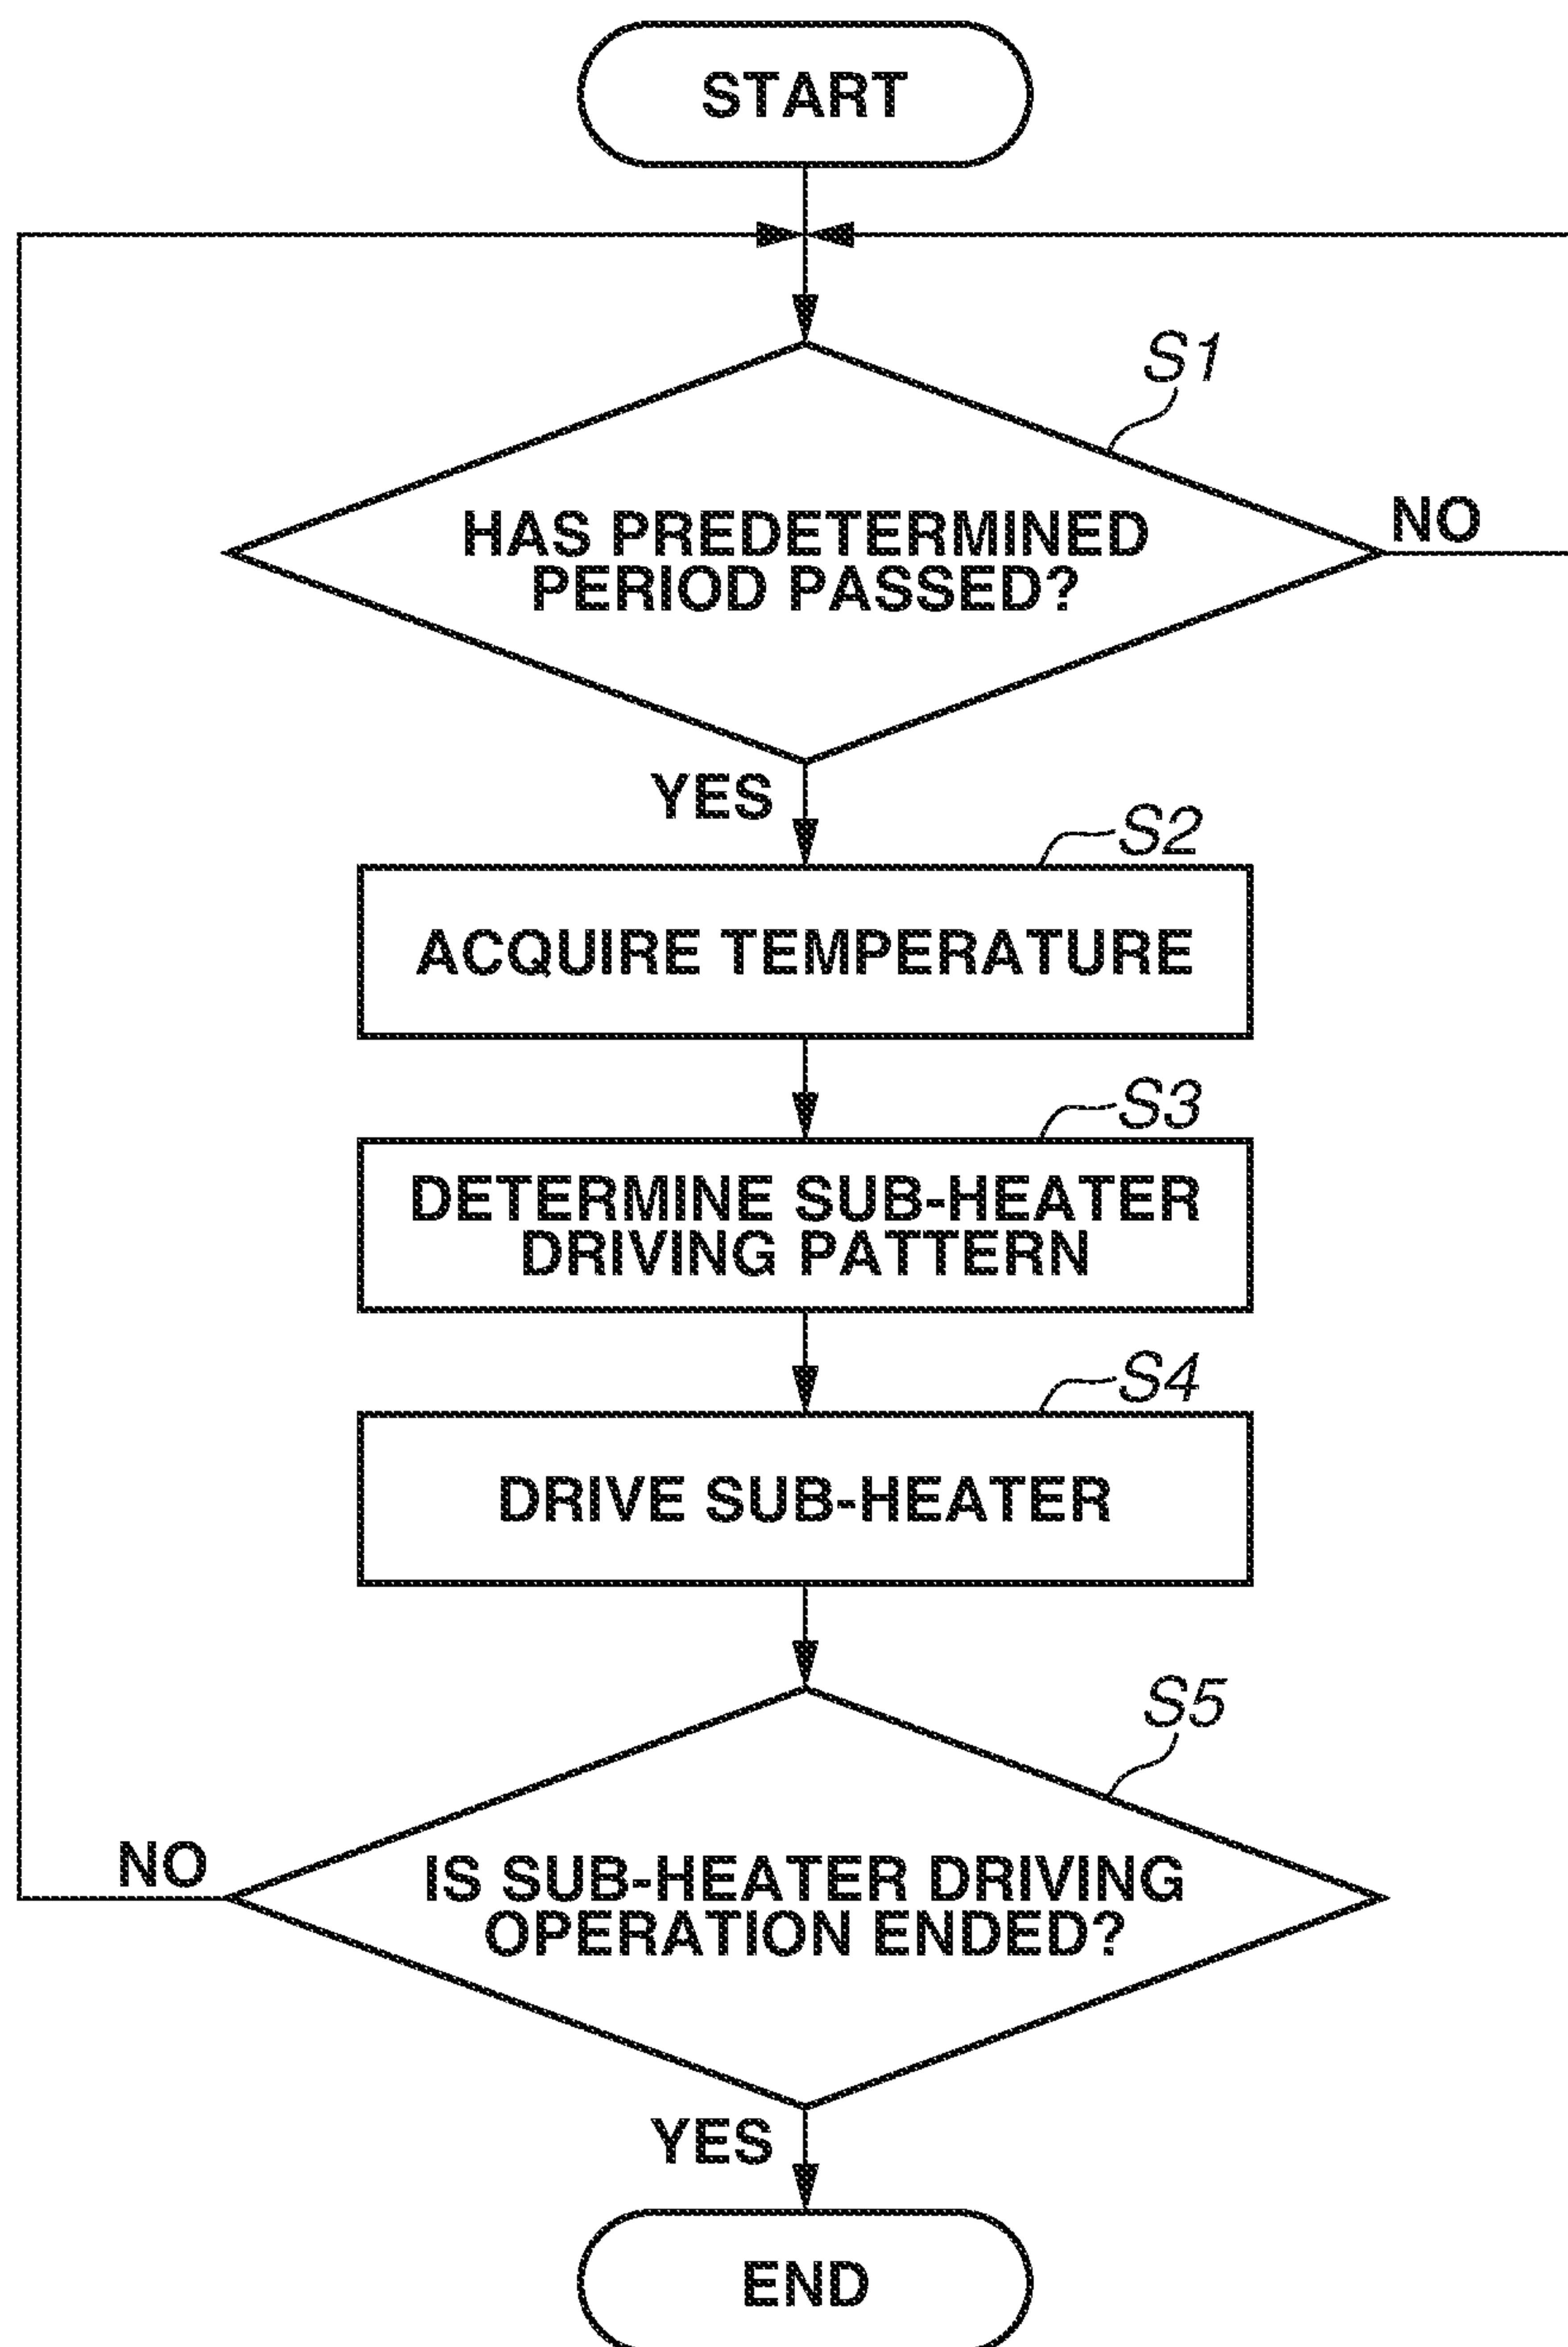 START
S1
HAS PREDETERMINED
PERIOD PASSED?
NO
YES
S2
ACQUIRE TEMPERATURE
S3
DETERMINE SUB-HEATER
DRIVING PATTERN
S4
DRIVE SUB-HEATER
S5
NO
IS SUB-HEATER DRIVING
OPERATION ENDED?
YES
END